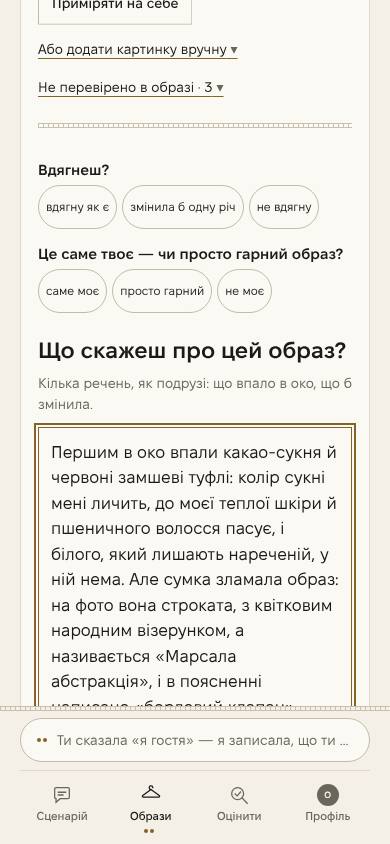 Приміряти на себе
Або додати картинку вручну ▾
Не перевірено в образі · 3 ▾
Вдягнеш?
вдягну як є
змінила б одну річ
не вдягну
Це саме твоє — чи просто гарний образ?
саме моє
просто гарний
не моє
Що скажеш про цей образ?
Кілька речень, як подрузі: що впало в око, що б
змінила.
Першим в око впали какао-сукня й
червоні замшеві туфлі: колір сукні
мені личить, до моєї теплої шкіри й
пшеничного волосся пасує, і
білого, який лишають нареченій, у
ній нема. Але сумка зламала образ:
на фото вона строката, з квітковим
народним візерунком, а
називається «Марсала
абстракція», і в поясненні
Ти сказала «я гостя» — я записала, що ти ...
Сценарій
Образи
Оцінити
О
Профіль